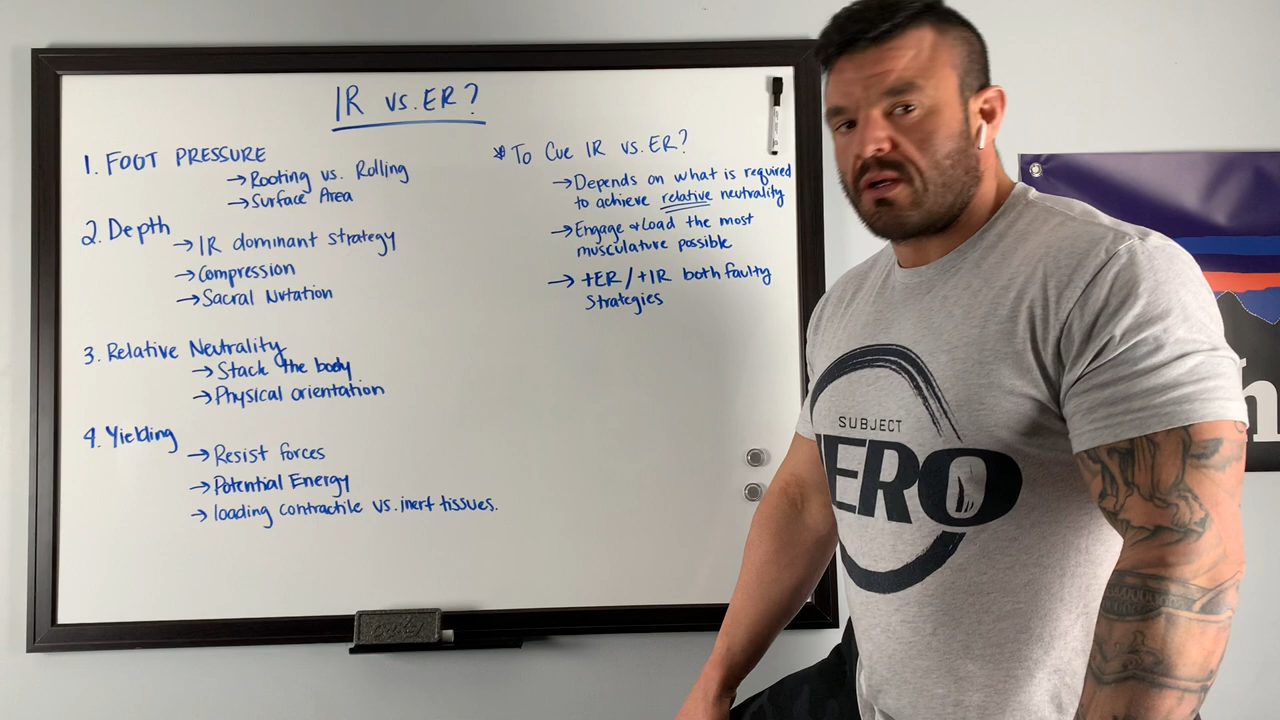 IR vs. ER?
1. FOOT PRESSURE
→ Rooting vs. Rolling
→ Surface Area
2. Depth
→ IR dominant strategy
→ Compression
→ Sacral Nutation
3. Relative Neutrality
→ Stack the body
→ Physical orientation
4. Yielding
→ Resist forces
→ Potential Energy
→ loading contractile vs. inert tissues.
* To Cue IR vs. ER?
→ Depends on what is required
to achieve relative neutrality
→ Engage + Load the most
musculature possible
→ +ER / +IR both faulty
Strategies
SUBJECT
ERO